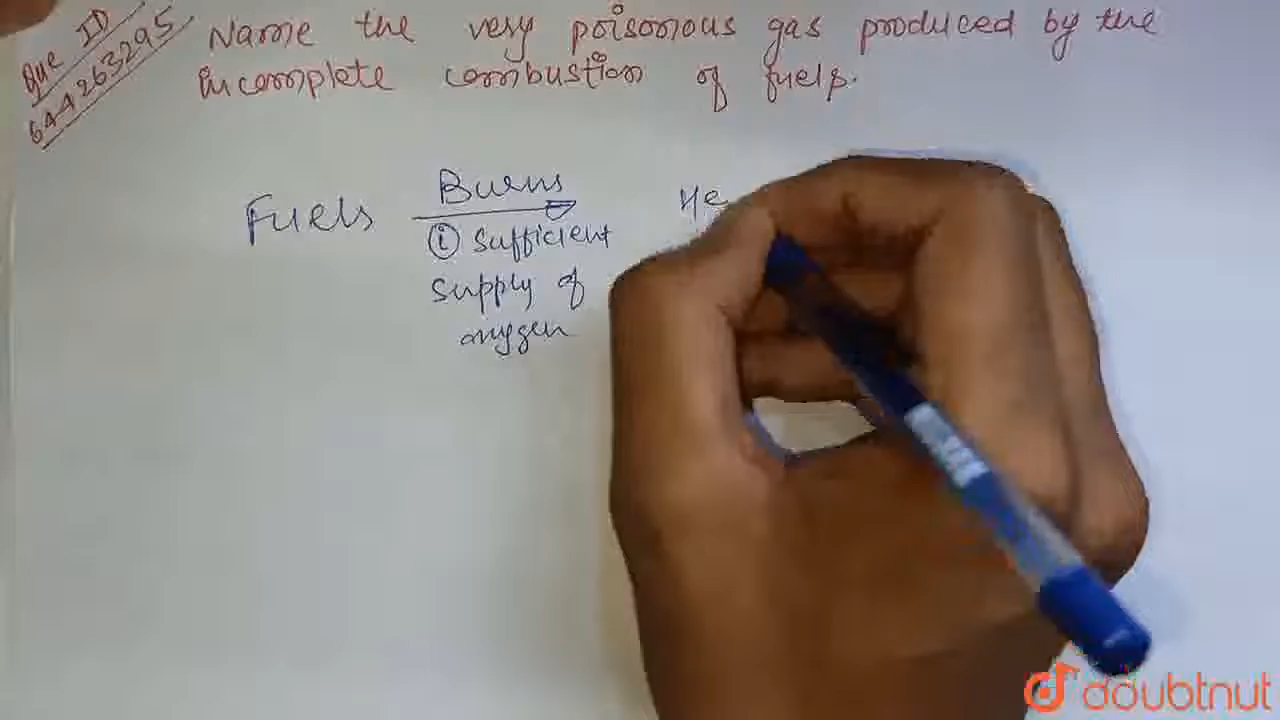 Que ID
644263295
Name the very poisonous gas produced by the
incomplete combustion of fuels.
Fuels Burns He
(i) Sufficient
supply of
oxygen
doubtnut